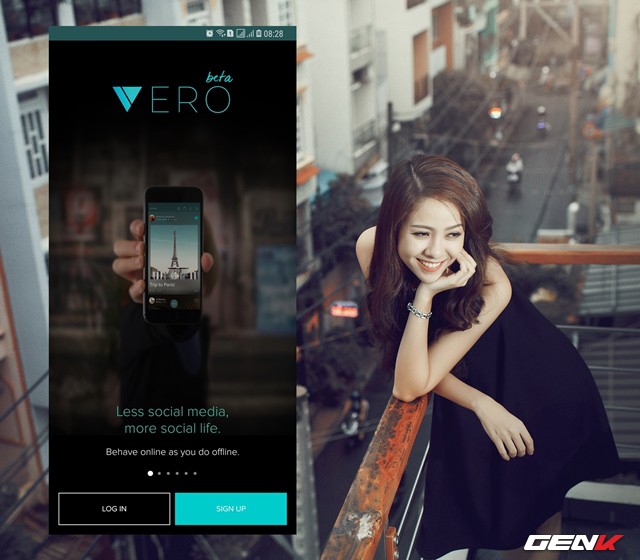 08:28
beta
VERO
Trip to Paris!
Less social media,
more social life.
Behave online as you do offline.
LOG IN
SIGN UP
GENK